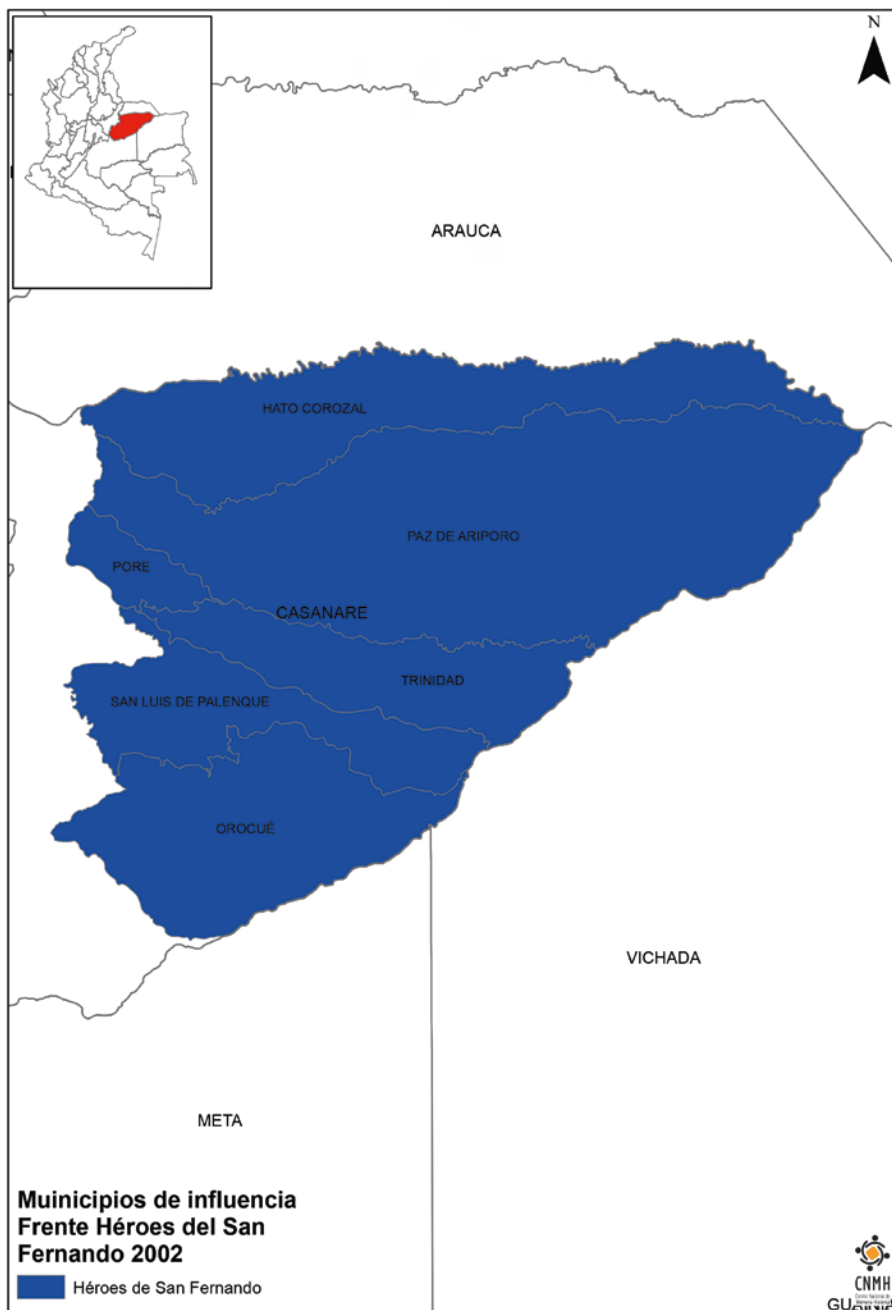 N
ARAUCA
HATO COROZAL
PAZ DE ARIPORO
PORE
CASANARE
TRINIDAD
SAN LUIS DE PALENQUE
OROCUÉ
VICHADA
META
Muinicipios de influencia
Frente Héroes del San
Fernando 2002
Héroes de San Fernando
CNMH